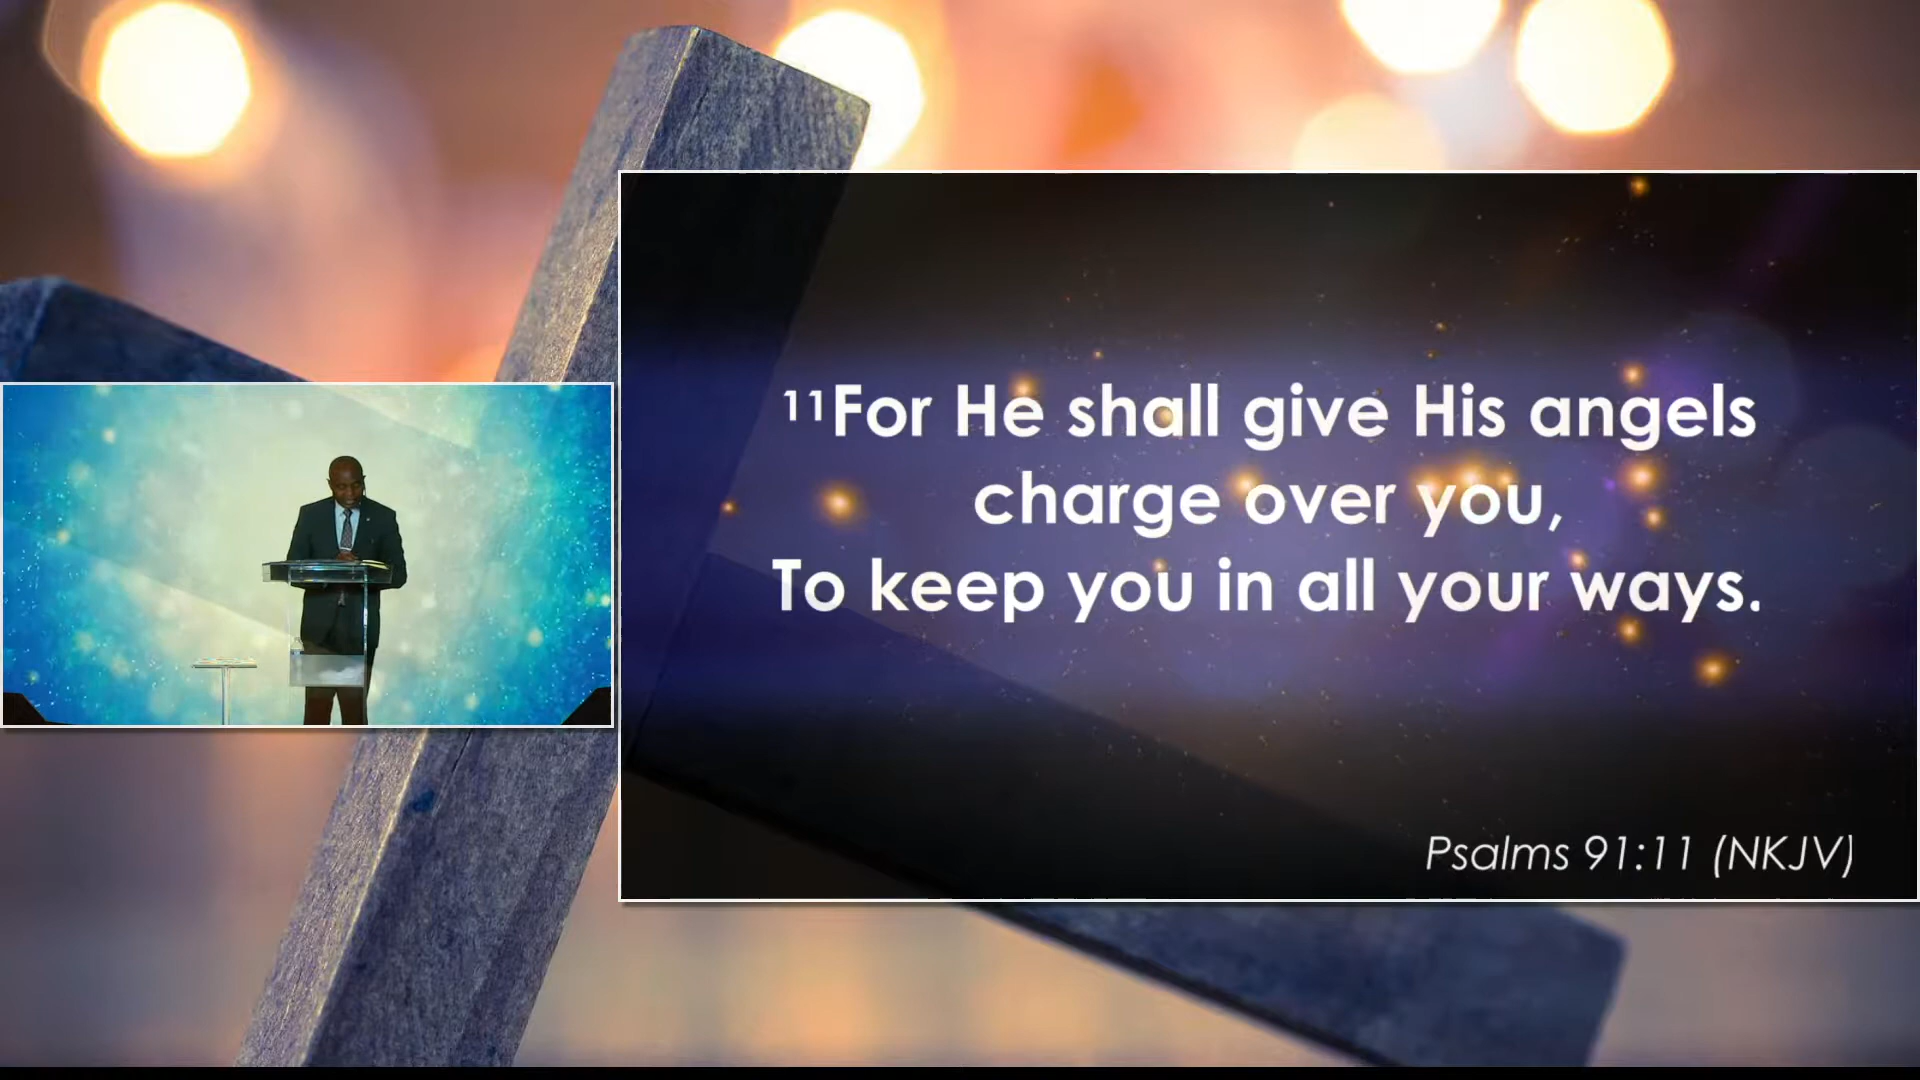 ¹¹For He shall give His angels
charge over you,
To keep you in all your ways.
Psalms 91:11 (NKJV)